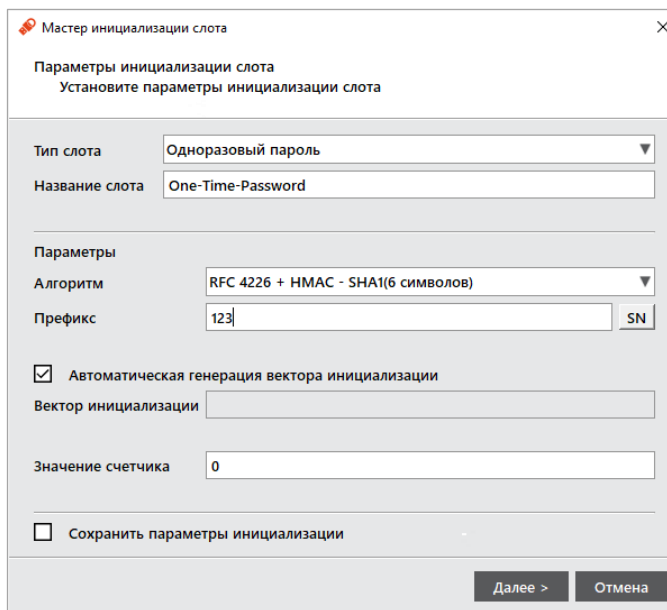 Мастер инициализации слота
Параметры инициализации слота
Установите параметры инициализации слота
Тип слота Одноразовый пароль
Название слота One-Time-Password
Параметры
Алгоритм RFC 4226 + HMAC - SHA1(6 символов)
Префикс 123 SN
Автоматическая генерация вектора инициализации
Вектор инициализации
Значение счетчика 0
Сохранить параметры инициализации
Далее > Отмена